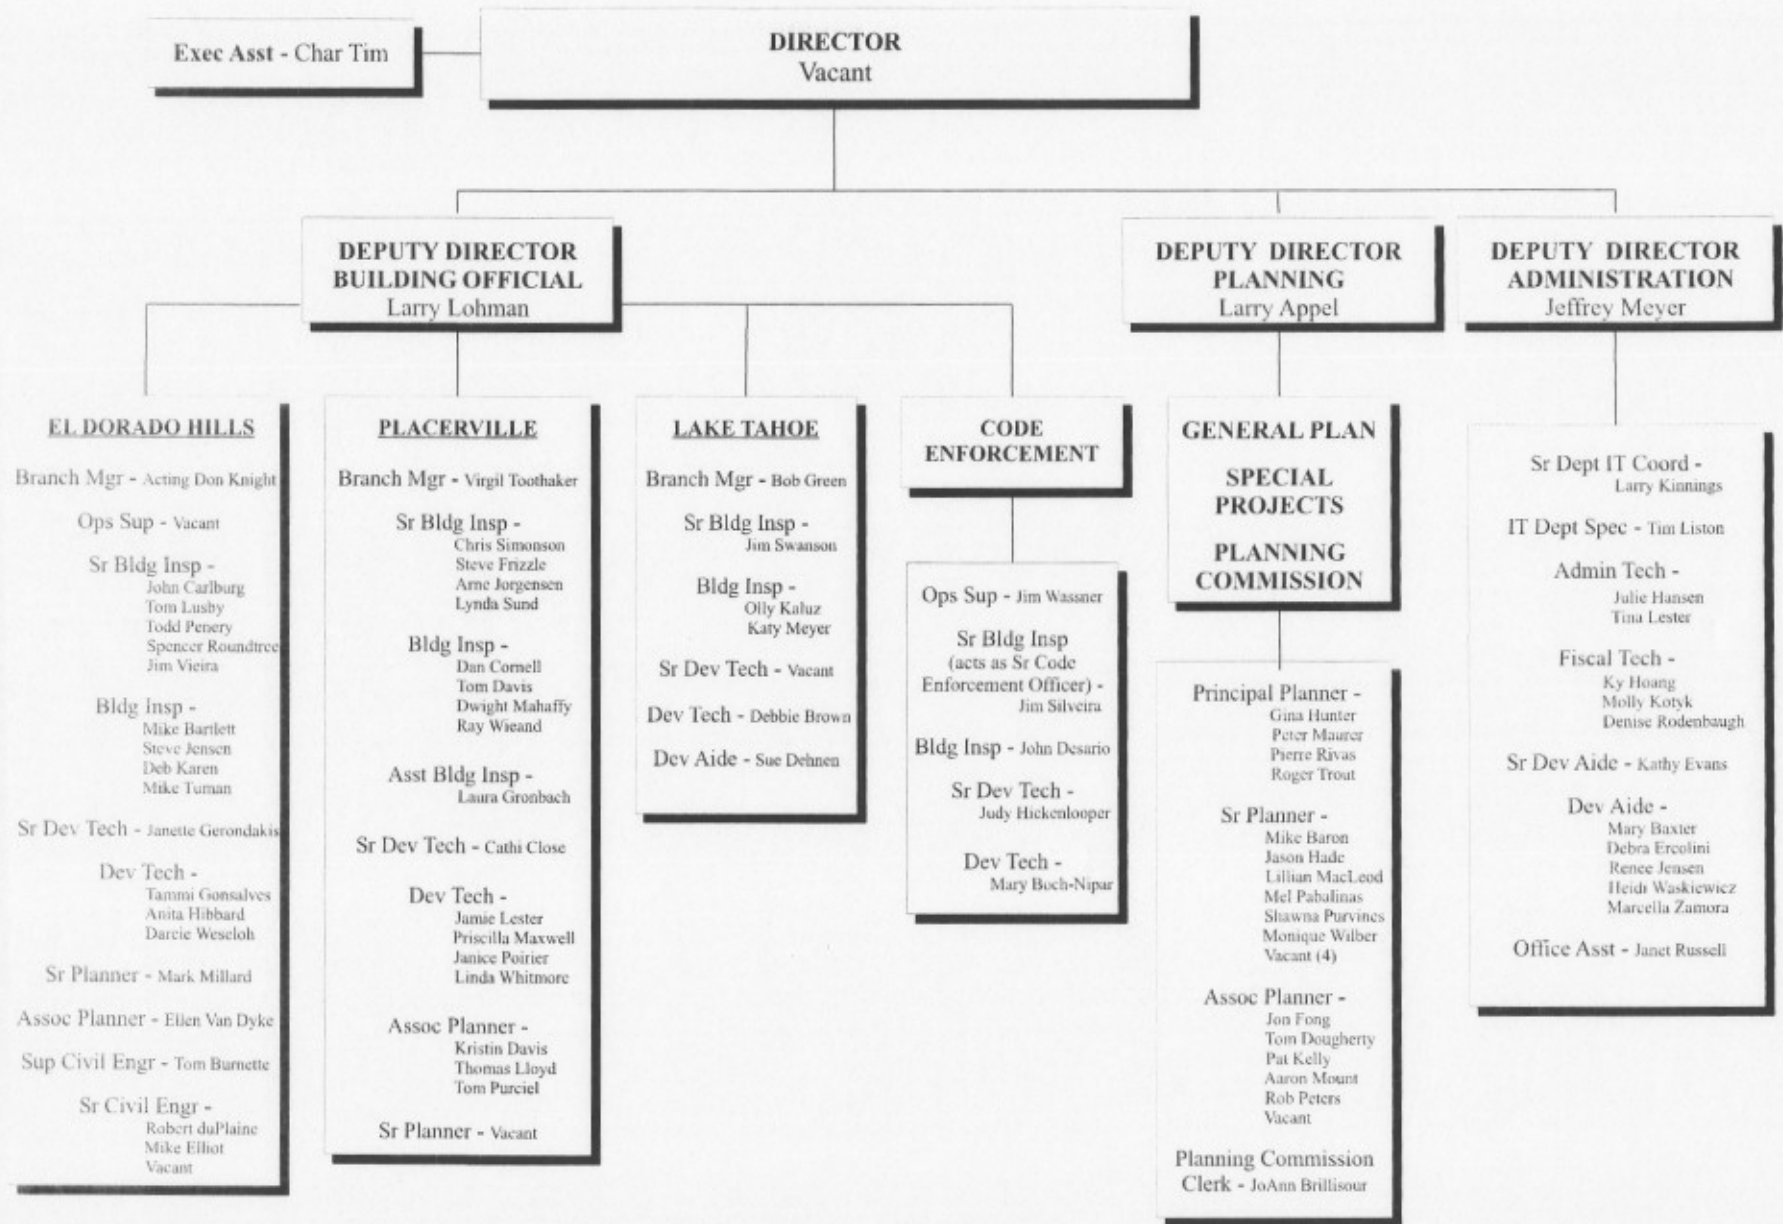 Exec Asst - Char Tim
DIRECTOR
Vacant
DEPUTY DIRECTOR
BUILDING OFFICIAL
Larry Lohman
DEPUTY DIRECTOR
PLANNING
Larry Appel
DEPUTY DIRECTOR
ADMINISTRATION
Jeffrey Meyer
EL DORADO HILLS
Branch Mgr - Acting Don Knight
Ops Sup - Vacant
Sr Bldg Insp -
John Carlburg
Tom Lusby
Todd Penery
Spencer Roundtree
Jim Vieira
Bldg Insp -
Mike Bartlett
Steve Jensen
Deb Karen
Mike Tuman
Sr Dev Tech - Janette Gerondakis
Dev Tech -
Tammi Gonsalves
Anita Hibbard
Darcie Weseloh
Sr Planner - Mark Millard
Assoc Planner - Ellen Van Dyke
Sup Civil Engr - Tom Burnette
Sr Civil Engr -
Robert duPlaine
Mike Elliot
Vacant
PLACERVILLE
Branch Mgr - Virgil Toothaker
Sr Bldg Insp -
Chris Simonson
Steve Frizzle
Arne Jorgensen
Lynda Sund
Bldg Insp -
Dan Cornell
Tom Davis
Dwight Mahaffy
Ray Wieand
Asst Bldg Insp -
Laura Gronbach
Sr Dev Tech - Cathi Close
Dev Tech -
Jamie Lester
Priscilla Maxwell
Janice Poirier
Linda Whitmore
Assoc Planner -
Kristin Davis
Thomas Lloyd
Tom Purciel
Sr Planner - Vacant
LAKE TAHOE
Branch Mgr - Bob Green
Sr Bldg Insp -
Jim Swanson
Bldg Insp -
Olly Kaluz
Katy Meyer
Sr Dev Tech - Vacant
Dev Tech - Debbie Brown
Dev Aide - Sue Dehnen
CODE
ENFORCEMENT
Ops Sup - Jim Wassner
Sr Bldg Insp
(acts as Sr Code
Enforcement Officer) -
Jim Silveira
Bldg Insp - John Desario
Sr Dev Tech -
Judy Hickenlooper
Dev Tech -
Mary Boch-Nipar
GENERAL PLAN
SPECIAL
PROJECTS
PLANNING
COMMISSION
Principal Planner -
Gina Hunter
Peter Maurer
Pierre Rivas
Roger Trout
Sr Planner -
Mike Baron
Jason Hade
Lillian MacLeod
Mel Pabalinas
Shawna Purvines
Monique Wilber
Vacant (4)
Assoc Planner -
Jon Fong
Tom Dougherty
Pat Kelly
Aaron Mount
Rob Peters
Vacant
Planning Commission
Clerk - JoAnn Brillisour
Sr Dept IT Coord -
Larry Kinnings
IT Dept Spec - Tim Liston
Admin Tech -
Julie Hansen
Tina Lester
Fiscal Tech -
Ky Hoang
Molly Kotyk
Denise Rodenbaugh
Sr Dev Aide - Kathy Evans
Dev Aide -
Mary Baxter
Debra Ercolini
Renee Jensen
Heidi Waskiewicz
Marcella Zamora
Office Asst - Janet Russell